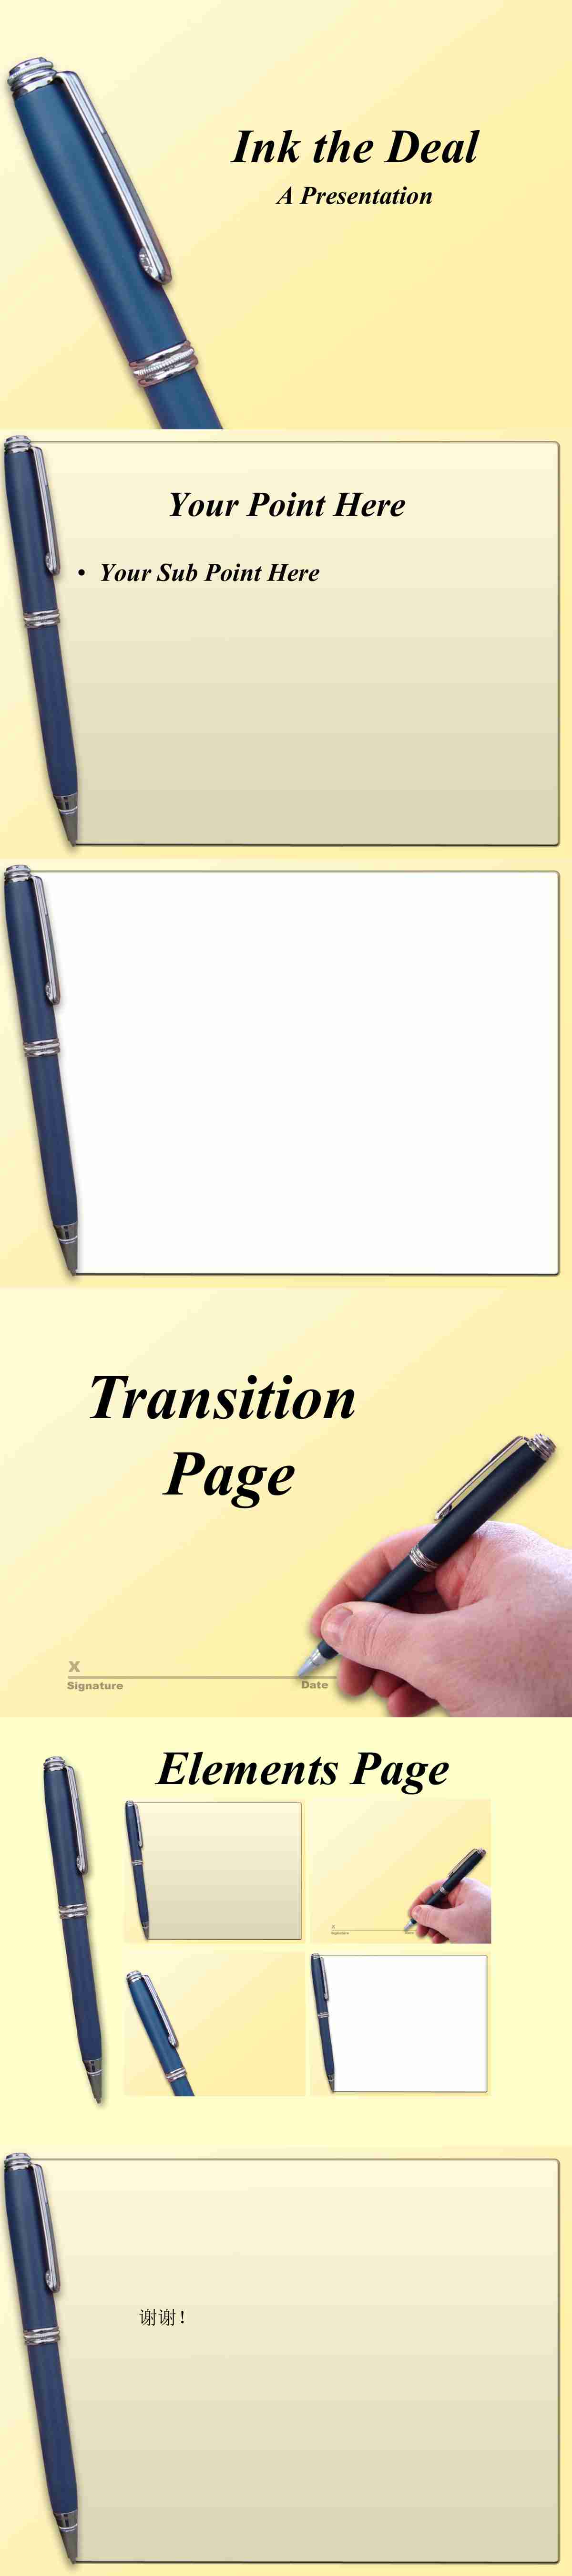 Ink the Deal
A Presentation
Your Point Here
• Your Sub Point Here
Transition
Page
X
Signature Date
Elements Page
谢谢！